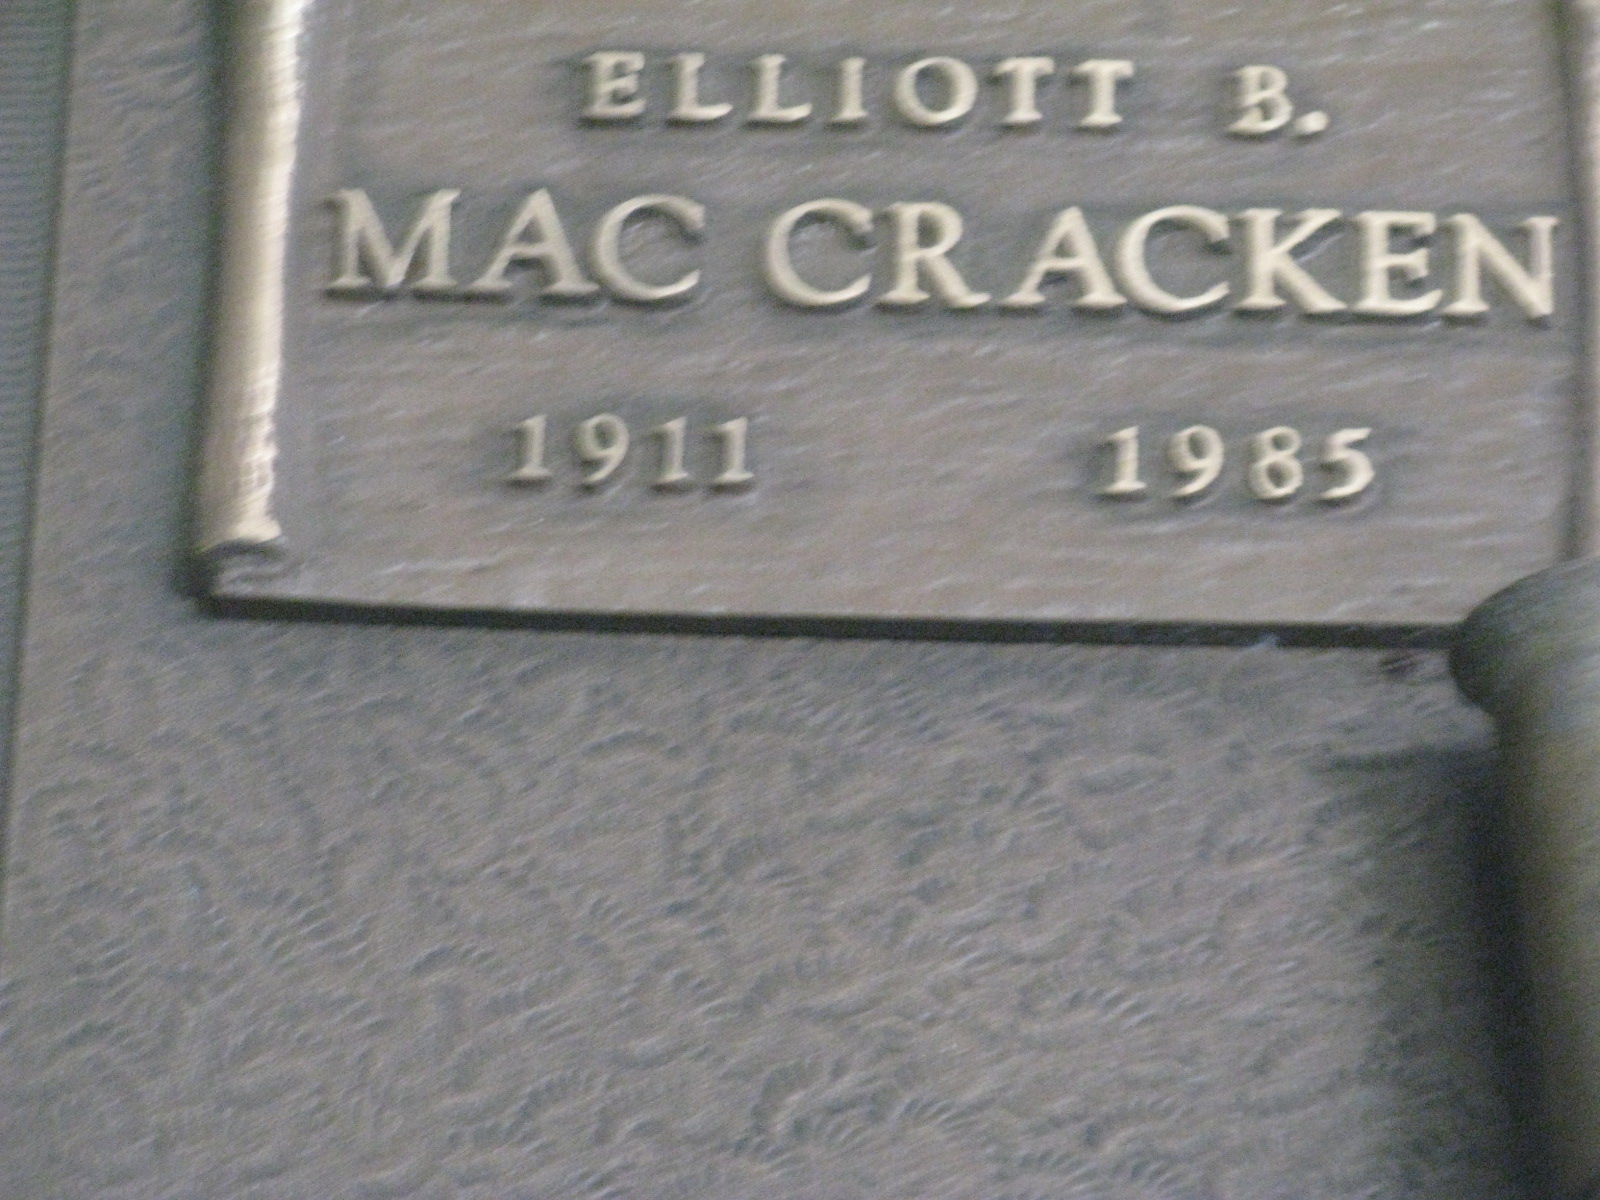 ELLIOTT B.
MAC CRACKEN
1911 1985